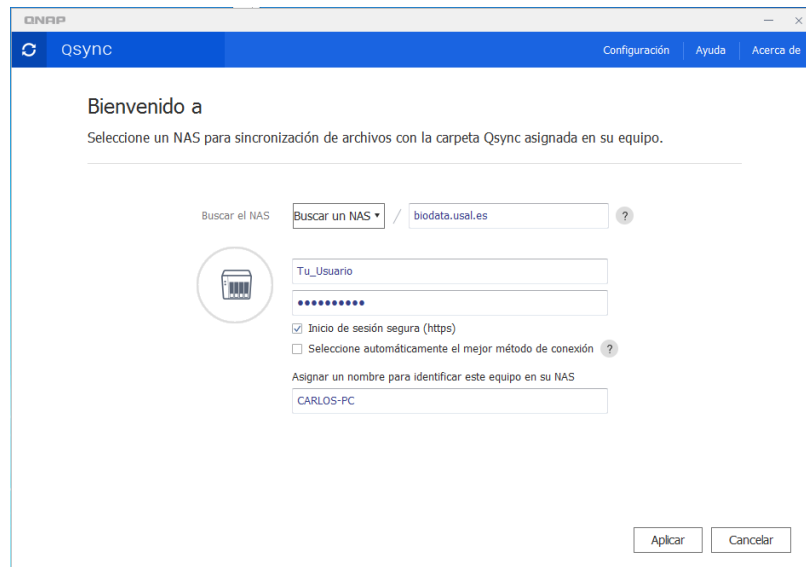 QNAP
Qsync
Configuración Ayuda Acerca de
Bienvenido a
Seleccione un NAS para sincronización de archivos con la carpeta Qsync asignada en su equipo.
Buscar el NAS Buscar un NAS / biodata.usal.es ?
Tu_Usuario
••••••••••
Inicio de sesión segura (https)
Seleccione automáticamente el mejor método de conexión ?
Asignar un nombre para identificar este equipo en su NAS
CARLOS-PC
Aplicar Cancelar